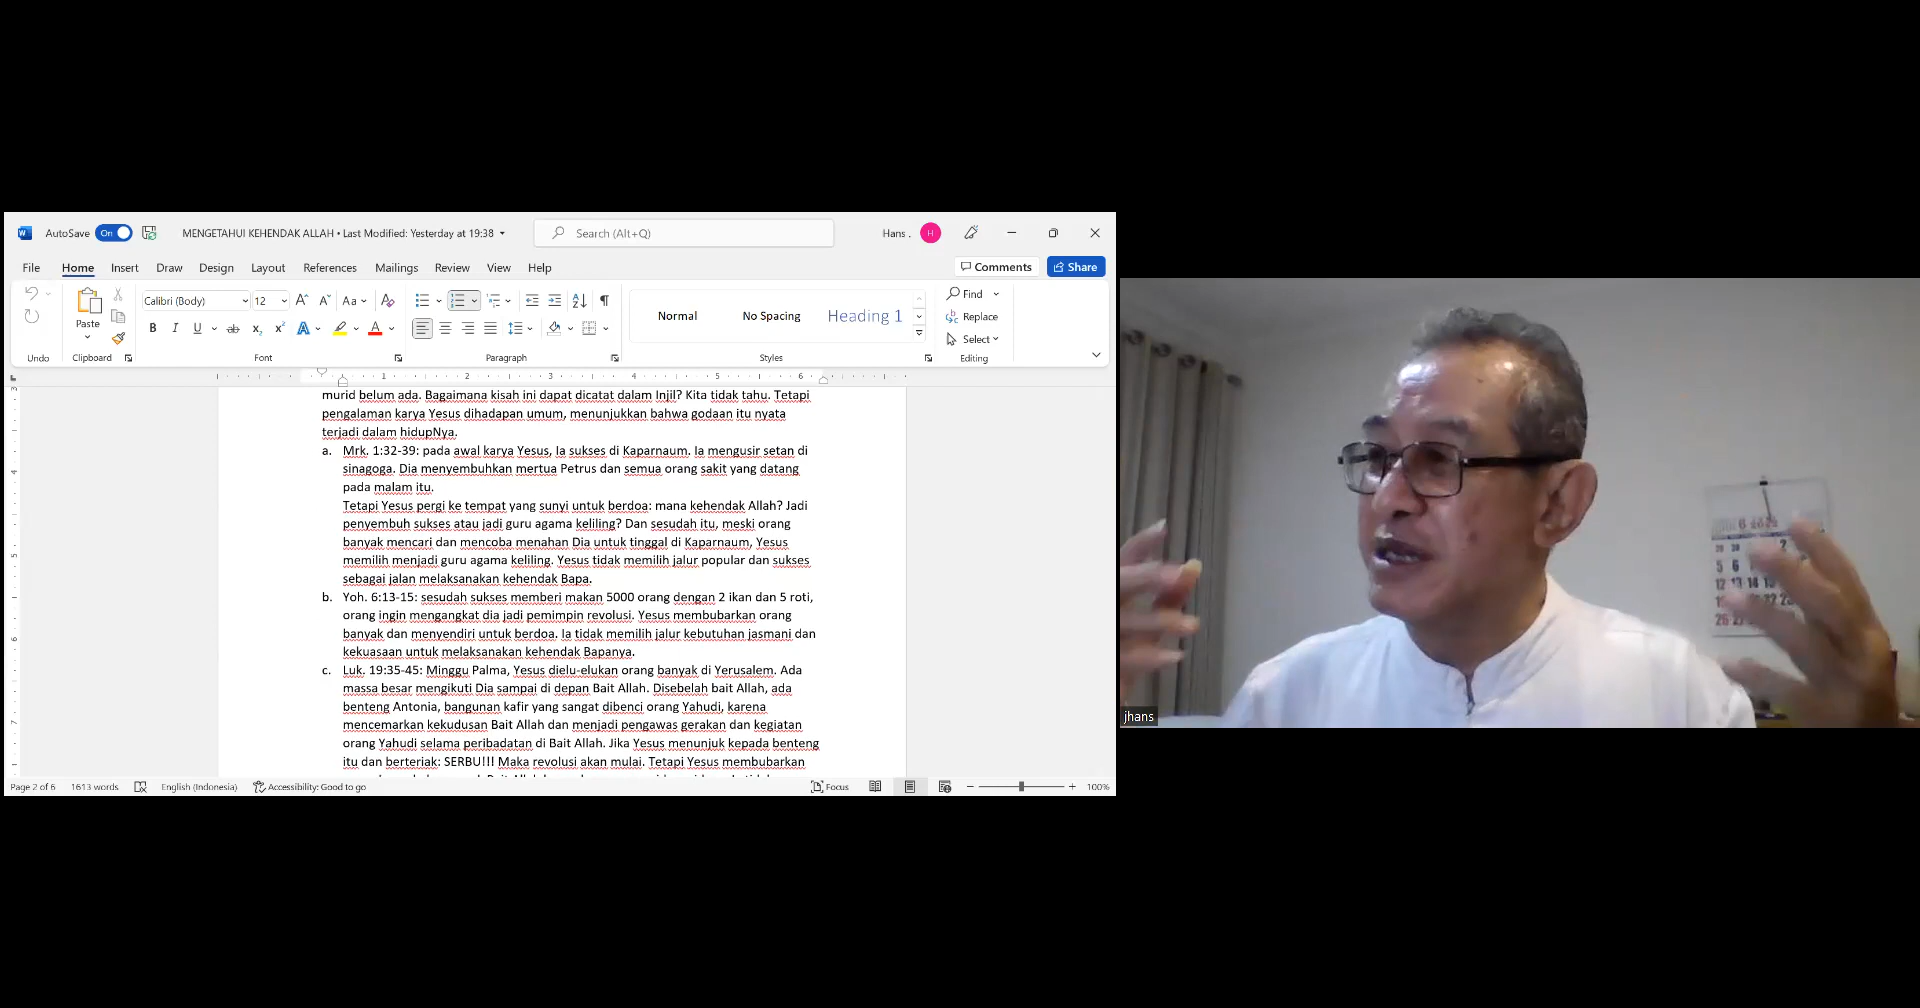 AutoSave On MENGETAHUI KEHENDAK ALLAH • Last Modified: Yesterday at 19:38 Search (Alt+Q) Hans . H
File Home Insert Draw Design Layout References Mailings Review View Help Comments Share
Paste
Calibri (Body) 12 Aa
Normal No Spacing Heading 1
Find
Replace
Select
Undo Clipboard Font Paragraph Styles Editing
1 2 3 4 5 6
murid belum ada. Bagaimana kisah ini dapat dicatat dalam Injil? Kita tidak tahu. Tetapi
pengalaman karya Yesus dihadapan umum, menunjukkan bahwa godaan itu nyata
terjadi dalam hidupNya.
a. Mrk. 1:32-39: pada awal karya Yesus, Ia sukses di Kaparnaum. Ia mengusir setan di
sinagoga. Dia menyembuhkan mertua Petrus dan semua orang sakit yang datang
pada malam itu.
Tetapi Yesus pergi ke tempat yang sunyi untuk berdoa: mana kehendak Allah? Jadi
penyembuh sukses atau jadi guru agama keliling? Dan sesudah itu, meski orang
banyak mencari dan mencoba menahan Dia untuk tinggal di Kaparnaum, Yesus
memilih menjadi guru agama keliling. Yesus tidak memilih jalur popular dan sukses
sebagai jalan melaksanakan kehendak Bapa.
b. Yoh. 6:13-15: sesudah sukses memberi makan 5000 orang dengan 2 ikan dan 5 roti,
orang ingin mengangkat dia jadi pemimpin revolusi. Yesus membubarkan orang
banyak dan menyendiri untuk berdoa. Ia tidak memilih jalur kebutuhan jasmani dan
kekuasaan untuk melaksanakan kehendak Bapanya.
c. Luk. 19:35-45: Minggu Palma, Yesus dielu-elukan orang banyak di Yerusalem. Ada
massa besar mengikuti Dia sampai di depan Bait Allah. Disebelah bait Allah, ada
benteng Antonia, bangunan kafir yang sangat dibenci orang Yahudi, karena
mencemarkan kekudusan Bait Allah dan menjadi pengawas gerakan dan kegiatan
orang Yahudi selama peribadatan di Bait Allah. Jika Yesus menunjuk kepada benteng
itu dan berteriak: SERBU!!! Maka revolusi akan mulai. Tetapi Yesus membubarkan
Page 2 of 6 1613 words English (Indonesia) Accessibility: Good to go Focus 100%
jhans